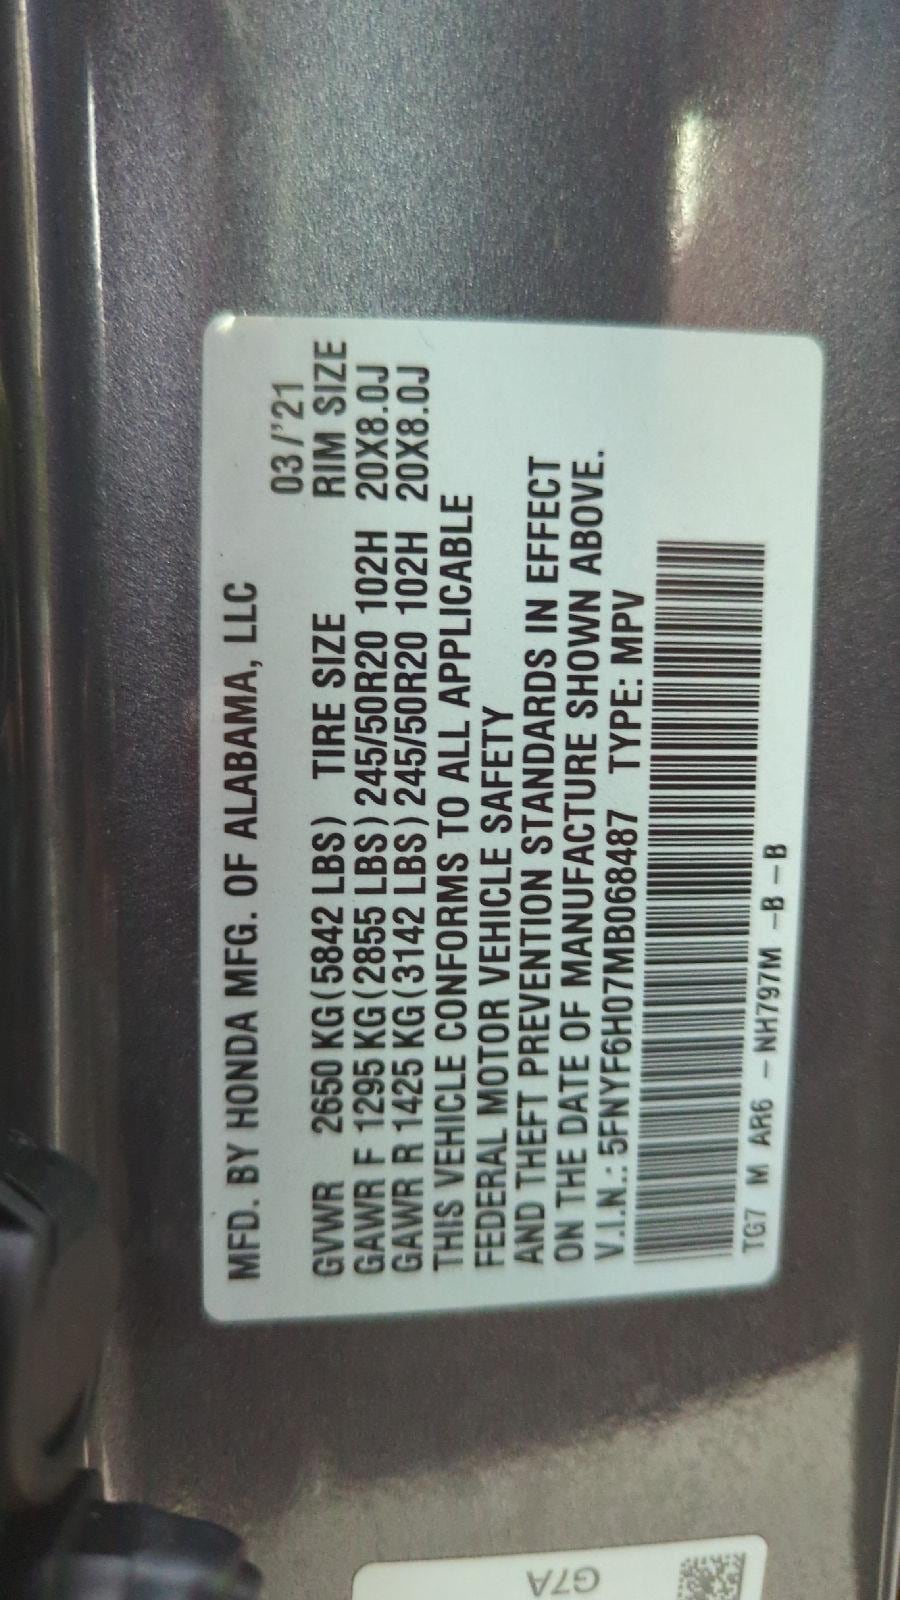 MFD. BY HONDA MFG. OF ALABAMA, LLC
03/'21
GVWR 2650 KG(5842 LBS) TIRE SIZE RIM SIZE
GAWR F 1295 KG(2855 LBS) 245/50R20 102H 20X8.0J
GAWR R 1425 KG(3142 LBS) 245/50R20 102H 20X8.0J
THIS VEHICLE CONFORMS TO ALL APPLICABLE
FEDERAL MOTOR VEHICLE SAFETY
AND THEFT PREVENTION STANDARDS IN EFFECT
ON THE DATE OF MANUFACTURE SHOWN ABOVE.
V.I.N.: 5FNYF6H07MB068487 TYPE: MPV
TG7 M AR6 - NH797M -B -B
G7A